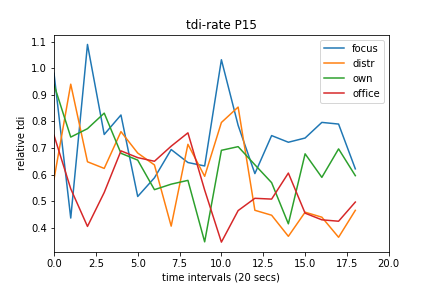 tdi-rate P15
1.1
1.0
0.9
0.8
0.7
0.6
0.5
0.4
relative tdi
focus
distr
own
office
0.0 2.5 5.0 7.5 10.0 12.5 15.0 17.5 20.0
time intervals (20 secs)